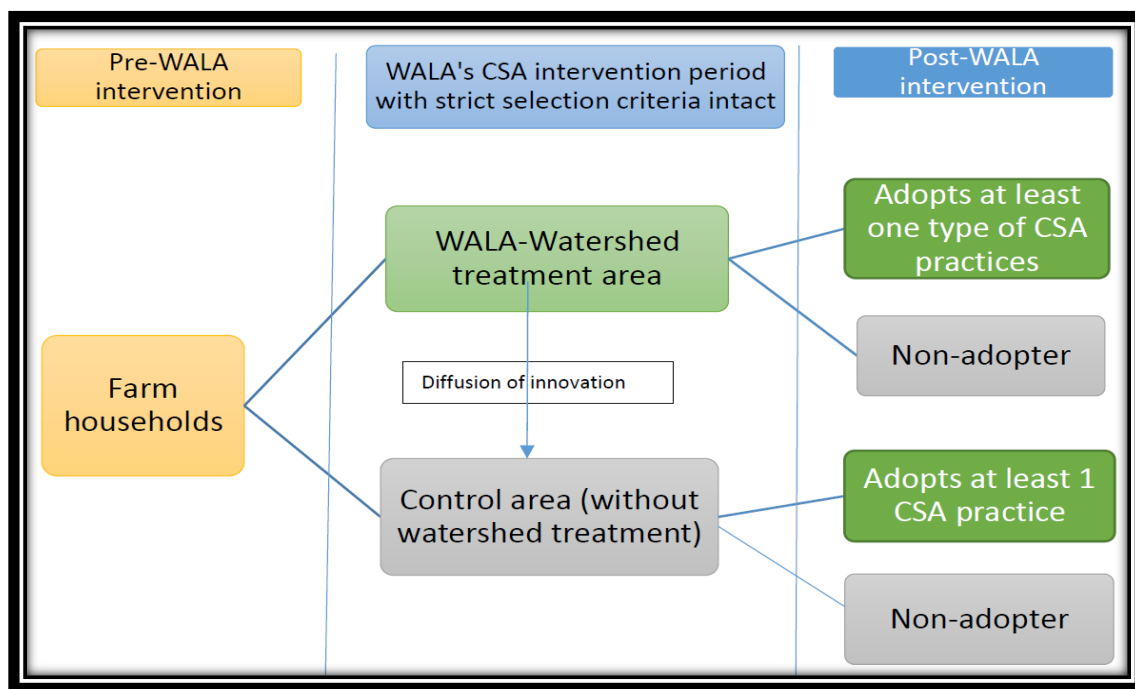 Pre-WALA
intervention
WALA's CSA intervention period
with strict selection criteria intact
Post-WALA
intervention
Adopts at least
one type of CSA
practices
WALA-Watershed
treatment area
Non-adopter
Farm
households
Diffusion of innovation
Control area (without
watershed treatment)
Adopts at least 1
CSA practice
Non-adopter